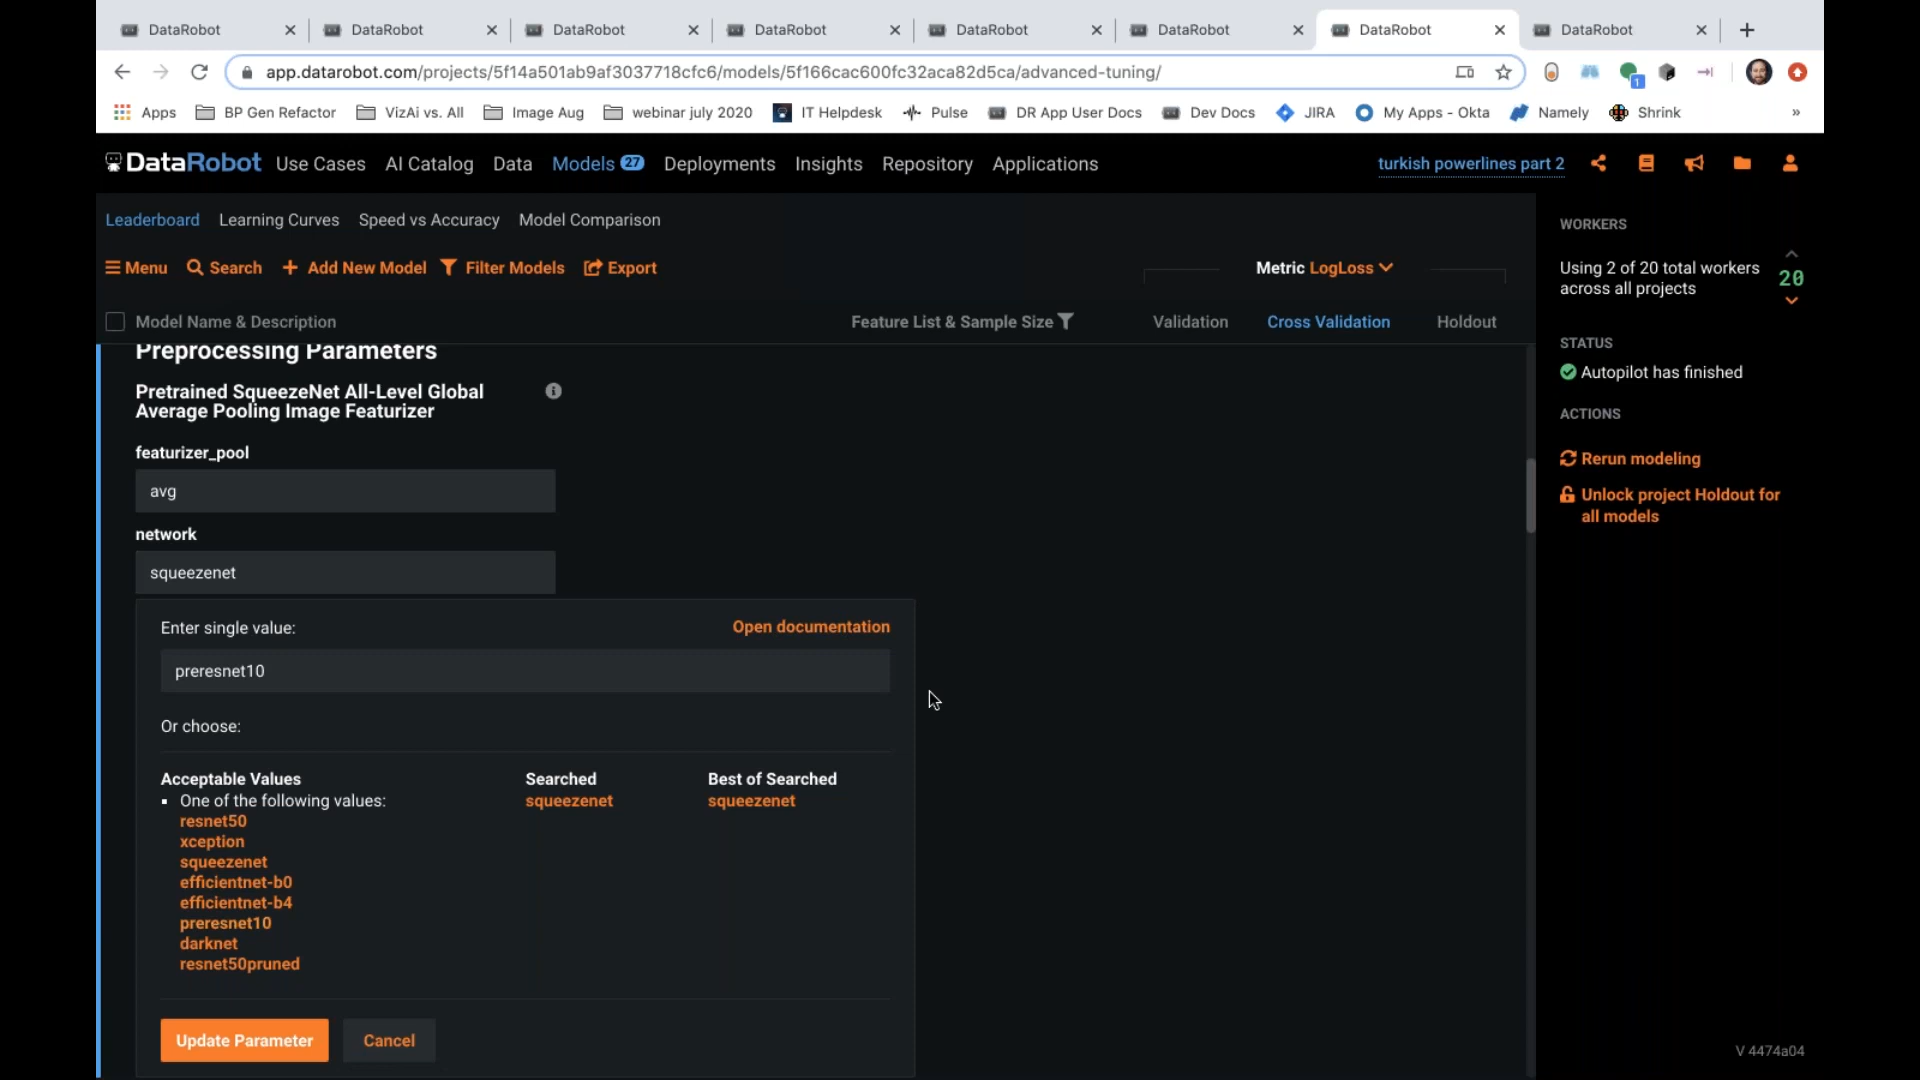 DataRobot DataRobot DataRobot DataRobot DataRobot DataRobot DataRobot DataRobot
app.datarobot.com/projects/5f14a501ab9af3037718cfc6/models/5f166cac600fc32aca82d5ca/advanced-tuning/
1
Apps BP Gen Refactor VizAi vs. All Image Aug webinar july 2020 IT Helpdesk Pulse DR App User Docs Dev Docs JIRA My Apps - Okta Namely Shrink »
DataRobot Use Cases AI Catalog Data Models 27 Deployments Insights Repository Applications turkish powerlines part 2
Leaderboard Learning Curves Speed vs Accuracy Model Comparison
Menu Search + Add New Model Filter Models Export Metric LogLoss
Model Name & Description Feature List & Sample Size Validation Cross Validation Holdout
Preprocessing Parameters
Pretrained SqueezeNet All-Level Global
Average Pooling Image Featurizer
featurizer_pool
avg
network
squeezenet
Enter single value: Open documentation
preresnet10
Or choose:
Acceptable Values Searched Best of Searched
▪ One of the following values: squeezenet squeezenet
resnet50
xception
squeezenet
efficientnet-b0
efficientnet-b4
preresnet10
darknet
resnet50pruned
Update Parameter Cancel
WORKERS
Using 2 of 20 total workers
across all projects
20
STATUS
Autopilot has finished
ACTIONS
Rerun modeling
Unlock project Holdout for
all models
V 4474a04